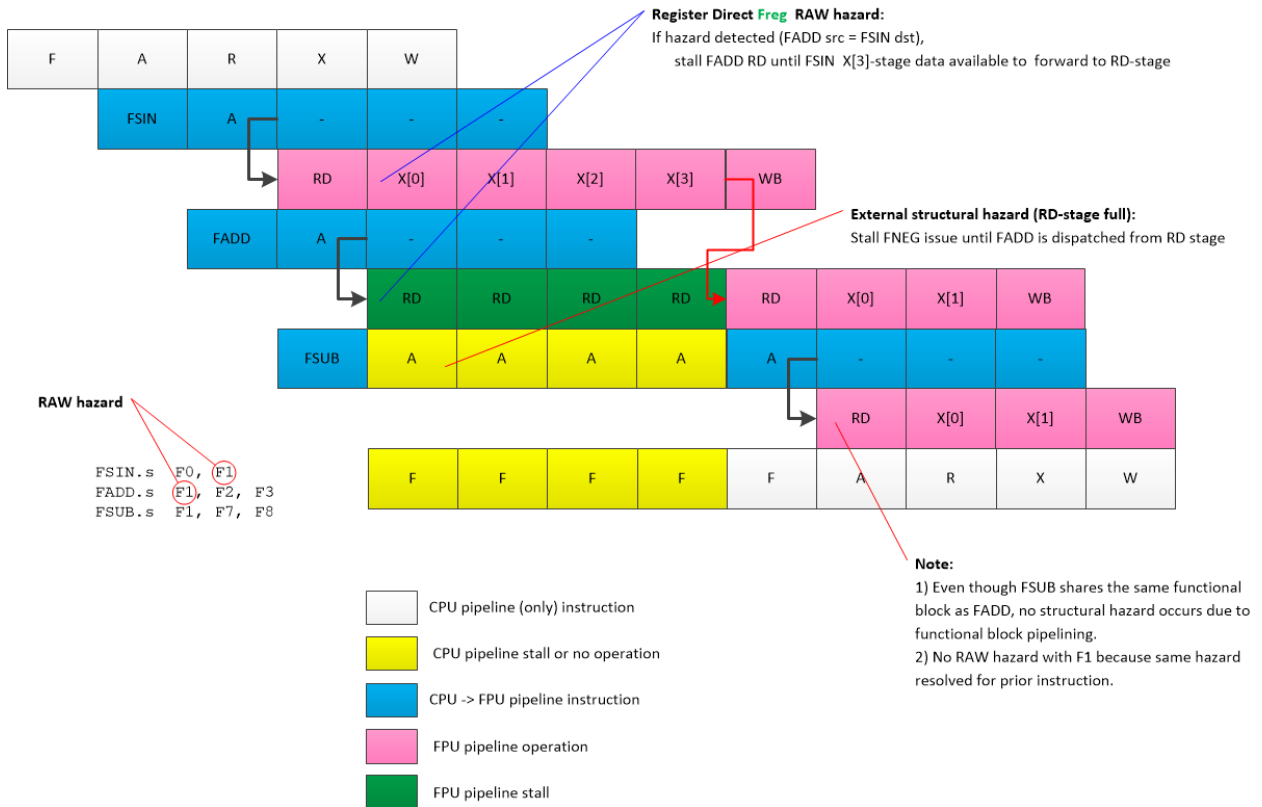 Register Direct Freg RAW hazard:
If hazard detected (FADD src = FSIN dst),
stall FADD RD until FSIN X[3]-stage data available to forward to RD-stage
F A R X W
FSIN A - - -
RD X[0] X[1] X[2] X[3] WB
External structural hazard (RD-stage full):
Stall FNEG issue until FADD is dispatched from RD stage
FADD A - - -
RD RD RD RD RD X[0] X[1] WB
FSUB A A A A A - - -
RD X[0] X[1] WB
F F F F F A R X W
RAW hazard
FSIN.s F0, F1
FADD.s F1, F2, F3
FSUB.s F1, F7, F8
Note:
1) Even though FSUB shares the same functional
block as FADD, no structural hazard occurs due to
functional block pipelining.
2) No RAW hazard with F1 because same hazard
resolved for prior instruction.
CPU pipeline (only) instruction
CPU pipeline stall or no operation
CPU -> FPU pipeline instruction
FPU pipeline operation
FPU pipeline stall